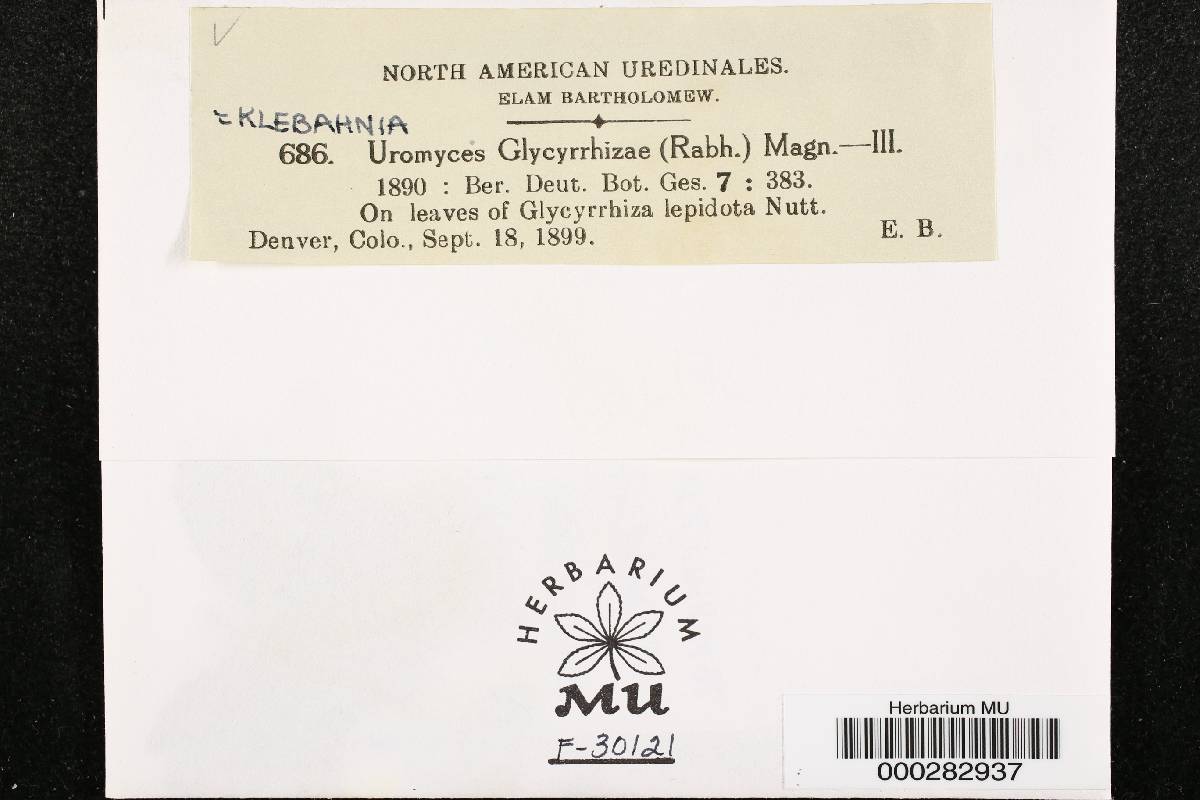 NORTH AMERICAN UREDINALES.
ELAM BARTHOLOMEW.
= KLEBAHNIA
686. Uromyces Glycyrrhizae (Rabh.) Magn.—III.
1890 : Ber. Deut. Bot. Ges. 7 : 383.
On leaves of Glycyrrhiza lepidota Nutt.
Denver, Colo., Sept. 18, 1899. E. B.
HERBARIUM
MU
F-30121
Herbarium MU
000282937